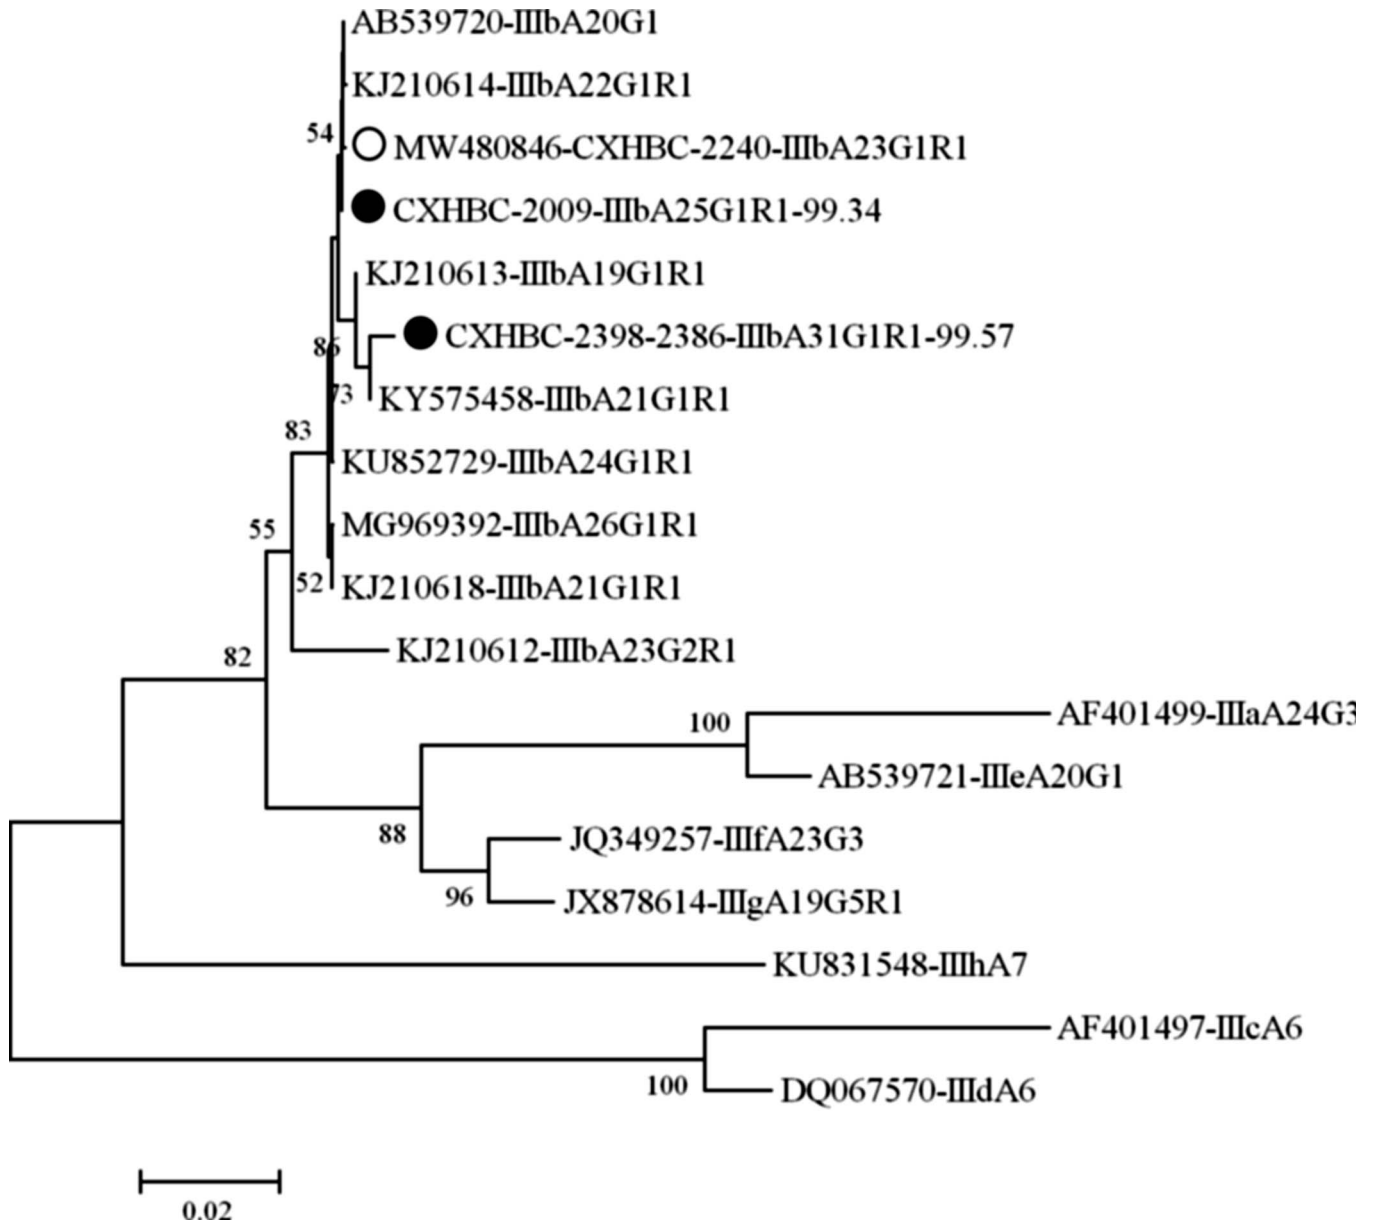 AB539720-IIIbA20G1
KJ210614-IIIbA22G1R1
54
MW480846-CXHBC-2240-IIIbA23G1R1
CXHBC-2009-IIIbA25G1R1-99.34
KJ210613-IIIbA19G1R1
CXHBC-2398-2386-IIIbA31G1R1-99.57
86
73
KY575458-IIIbA21G1R1
83
KU852729-IIIbA24G1R1
MG969392-IIIbA26G1R1
55
52
KJ210618-IIIbA21G1R1
KJ210612-IIIbA23G2R1
82
AF401499-IIIaA24G3
100
AB539721-IIIeA20G1
88
JQ349257-IIIfA23G3
96
JX878614-IIIgA19G5R1
KU831548-IIIhA7
AF401497-IIIcA6
100
DQ067570-IIIdA6
0.02